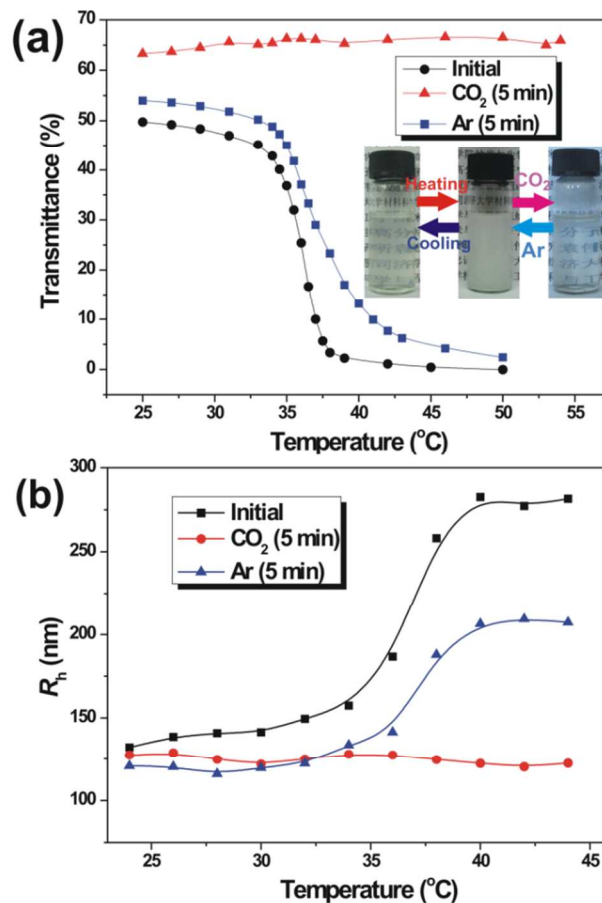 (a)
70
60
50
40
30
20
10
0
Transmittance (%)
Initial
CO₂ (5 min)
Ar (5 min)
Heating
CO₂
Cooling
Ar
25 30 35 40 45 50 55
Temperature (°C)
(b)
300
250
200
150
100
Rₕ (nm)
Initial
CO₂ (5 min)
Ar (5 min)
25 30 35 40 45
Temperature (°C)